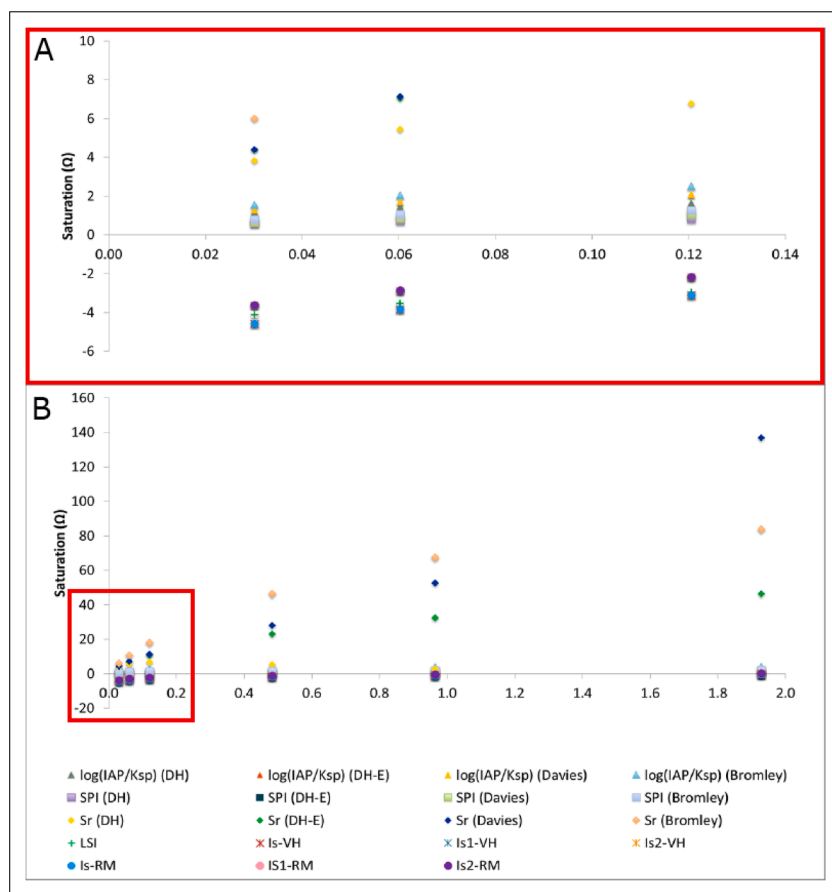 A
10
8
6
4
2
0
-2
-4
-6
Saturation (Ω)
0.00 0.02 0.04 0.06 0.08 0.10 0.12 0.14
B
160
140
120
100
80
60
40
20
0
-20
Saturation (Ω)
0.0 0.2 0.4 0.6 0.8 1.0 1.2 1.4 1.6 1.8 2.0
log(IAP/Ksp) (DH) log(IAP/Ksp) (DH-E) log(IAP/Ksp) (Davies) log(IAP/Ksp) (Bromley)
SPI (DH) SPI (DH-E) SPI (Davies) SPI (Bromley)
Sr (DH) Sr (DH-E) Sr (Davies) Sr (Bromley)
LSI Is-VH Is1-VH Is2-VH
Is-RM IS1-RM Is2-RM